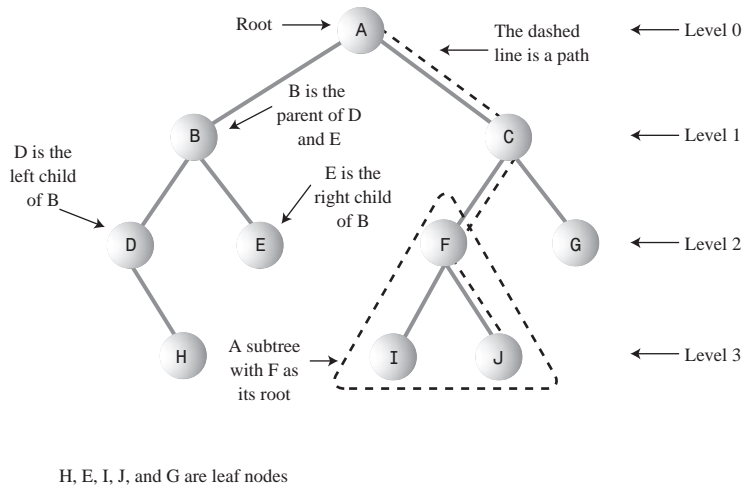 Root
A
The dashed
line is a path
Level 0
B is the
parent of D
and E
B
C
Level 1
D is the
left child
of B
E is the
right child
of B
D
E
F
G
Level 2
H
A subtree
with F as
its root
I
J
Level 3
H, E, I, J, and G are leaf nodes